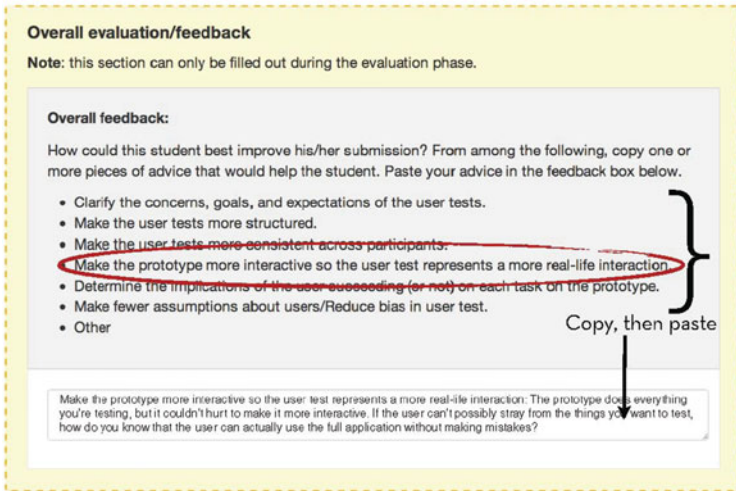 Overall evaluation/feedback
Note: this section can only be filled out during the evaluation phase.
Overall feedback:
How could this student best improve his/her submission? From among the following, copy one or
more pieces of advice that would help the student. Paste your advice in the feedback box below.
• Clarify the concerns, goals, and expectations of the user tests.
• Make the user tests more structured.
• Make the user tests more consistent across participants.
• Make the prototype more interactive so the user test represents a more real-life interaction.
• Determine the implications of the user succeeding (or not) on each task on the prototype.
• Make fewer assumptions about users/Reduce bias in user test.
• Other
Copy, then paste
Make the prototype more interactive so the user test represents a more real-life interaction: The prototype does everything
you're testing, but it couldn't hurt to make it more interactive. If the user can't possibly stray from the things you want to test,
how do you know that the user can actually use the full application without making mistakes?